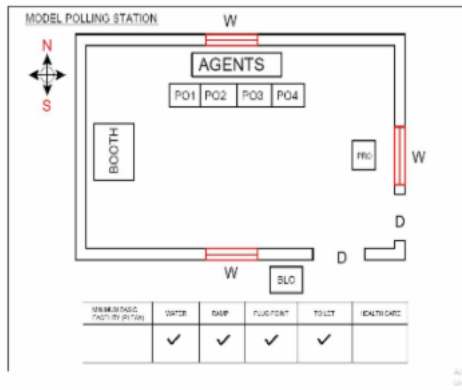 MODEL POLLING STATION
W
N
S
AGENTS
PO1 PO2 PO3 PO4
BOOTH
PRO
W
D
D
W
BLO
WATER RAMP PLUG POINT TOILET HEALTH CARE
✓ ✓ ✓ ✓